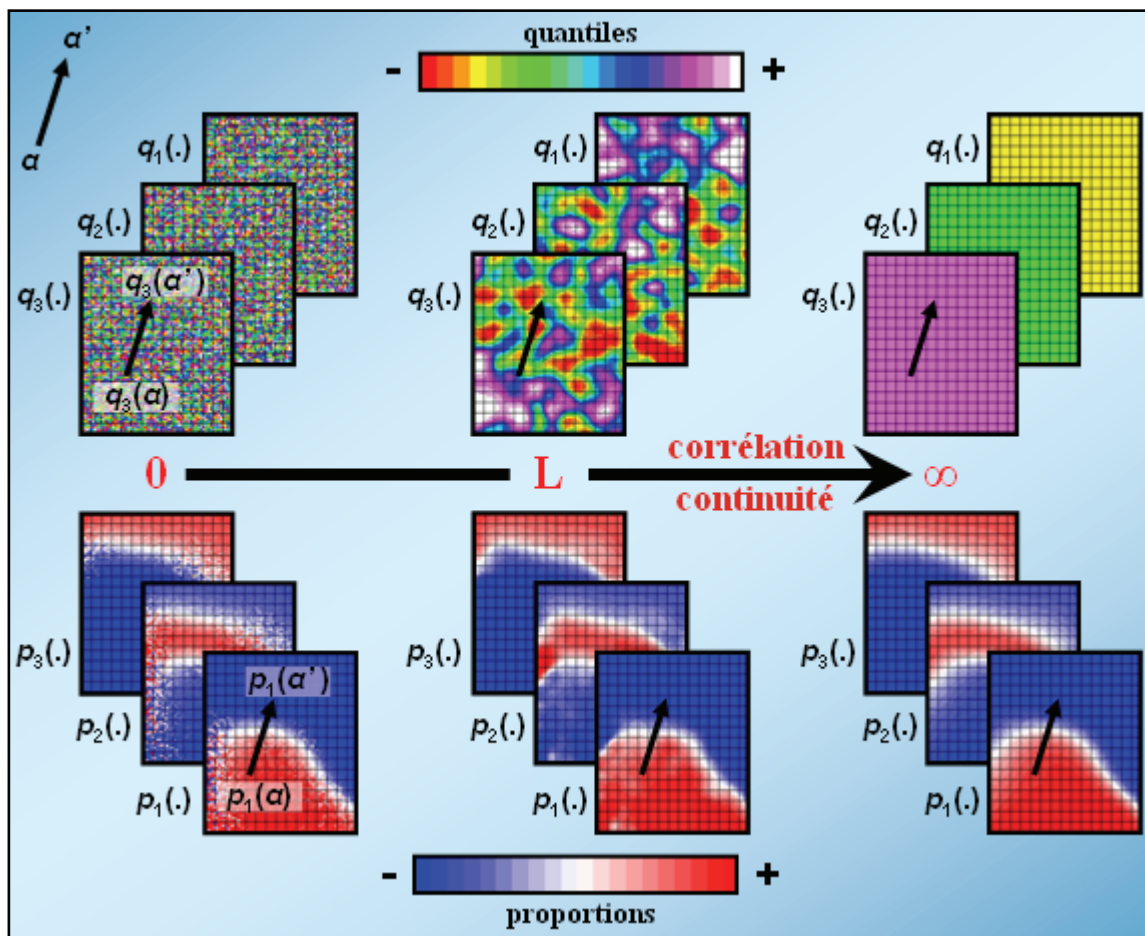 α'
α
quantiles
- +
q1(.)
q2(.)
q3(.)
q3(α')
q3(α)
q1(.)
q2(.)
q3(.)
q1(.)
q2(.)
q3(.)
0
L
corrélation
continuité
∞
p3(.)
p2(.)
p1(.)
p1(α')
p1(α)
p3(.)
p2(.)
p1(.)
p3(.)
p2(.)
p1(.)
- +
proportions